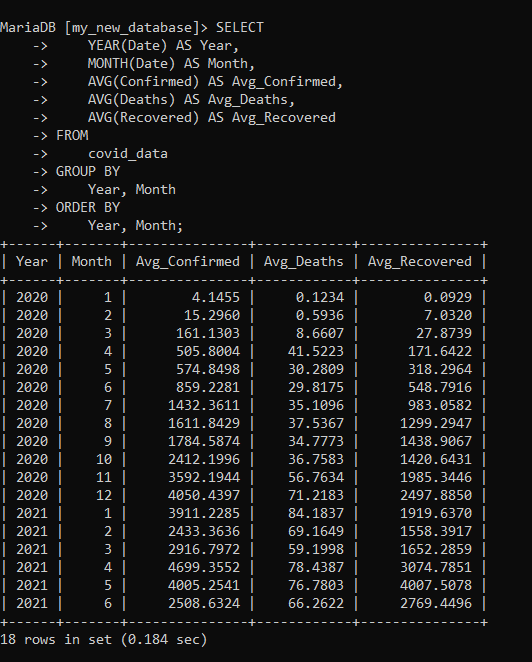 MariaDB [my_new_database]> SELECT
    ->     YEAR(Date) AS Year,
    ->     MONTH(Date) AS Month,
    ->     AVG(Confirmed) AS Avg_Confirmed,
    ->     AVG(Deaths) AS Avg_Deaths,
    ->     AVG(Recovered) AS Avg_Recovered
    -> FROM
    ->     covid_data
    -> GROUP BY
    ->     Year, Month
    -> ORDER BY
    ->     Year, Month;
+------+-------+---------------+------------+---------------+
| Year | Month | Avg_Confirmed | Avg_Deaths | Avg_Recovered |
+------+-------+---------------+------------+---------------+
| 2020 |     1 |        4.1455 |     0.1234 |        0.0929 |
| 2020 |     2 |       15.2960 |     0.5936 |        7.0320 |
| 2020 |     3 |      161.1303 |     8.6607 |       27.8739 |
| 2020 |     4 |      505.8004 |    41.5223 |      171.6422 |
| 2020 |     5 |      574.8498 |    30.2809 |      318.2964 |
| 2020 |     6 |      859.2281 |    29.8175 |      548.7916 |
| 2020 |     7 |     1432.3611 |    35.1096 |      983.0582 |
| 2020 |     8 |     1611.8429 |    37.5367 |     1299.2947 |
| 2020 |     9 |     1784.5874 |    34.7773 |     1438.9067 |
| 2020 |    10 |     2412.1996 |    36.7583 |     1420.6431 |
| 2020 |    11 |     3592.1944 |    56.7634 |     1985.3446 |
| 2020 |    12 |     4050.4397 |    71.2183 |     2497.8850 |
| 2021 |     1 |     3911.2285 |    84.1837 |     1919.6370 |
| 2021 |     2 |     2433.3636 |    69.1649 |     1558.3917 |
| 2021 |     3 |     2916.7972 |    59.1998 |     1652.2859 |
| 2021 |     4 |     4699.3552 |    78.4387 |     3074.7851 |
| 2021 |     5 |     4005.2541 |    76.7803 |     4007.5078 |
| 2021 |     6 |     2508.6324 |    66.2622 |     2769.4496 |
+------+-------+---------------+------------+---------------+
18 rows in set (0.184 sec)